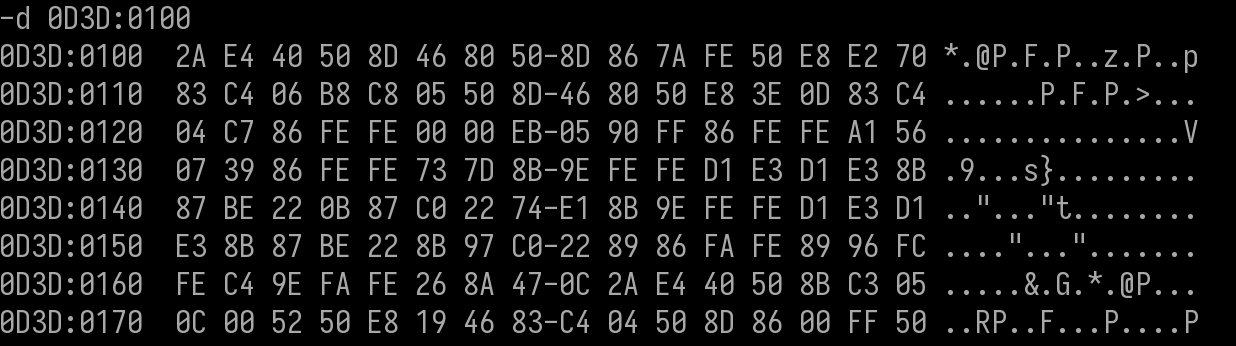 -d 0D3D:0100
0D3D:0100  2A E4 40 50 8D 46 80 50-8D 86 7A FE 50 E8 E2 70 *.@P.F.P..z.P..p
0D3D:0110  83 C4 06 B8 C8 05 50 8D-46 80 50 E8 3E 0D 83 C4 ......P.F.P.>...
0D3D:0120  04 C7 86 FE FE 00 00 EB-05 90 FF 86 FE FE A1 56 ...............V
0D3D:0130  07 39 86 FE FE 73 7D 8B-9E FE FE D1 E3 D1 E3 8B .9...s}.........
0D3D:0140  87 BE 22 0B 87 C0 22 74-E1 8B 9E FE FE D1 E3 D1 .."..."t........
0D3D:0150  E3 8B 87 BE 22 8B 97 C0-22 89 86 FA FE 89 96 FC ...."...".......
0D3D:0160  FE C4 9E FA FE 26 8A 47-0C 2A E4 40 50 8B C3 05 .....&.G.*.@P...
0D3D:0170  0C 00 52 50 E8 19 46 83-C4 04 50 8D 86 00 FF 50 ..RP..F...P....P